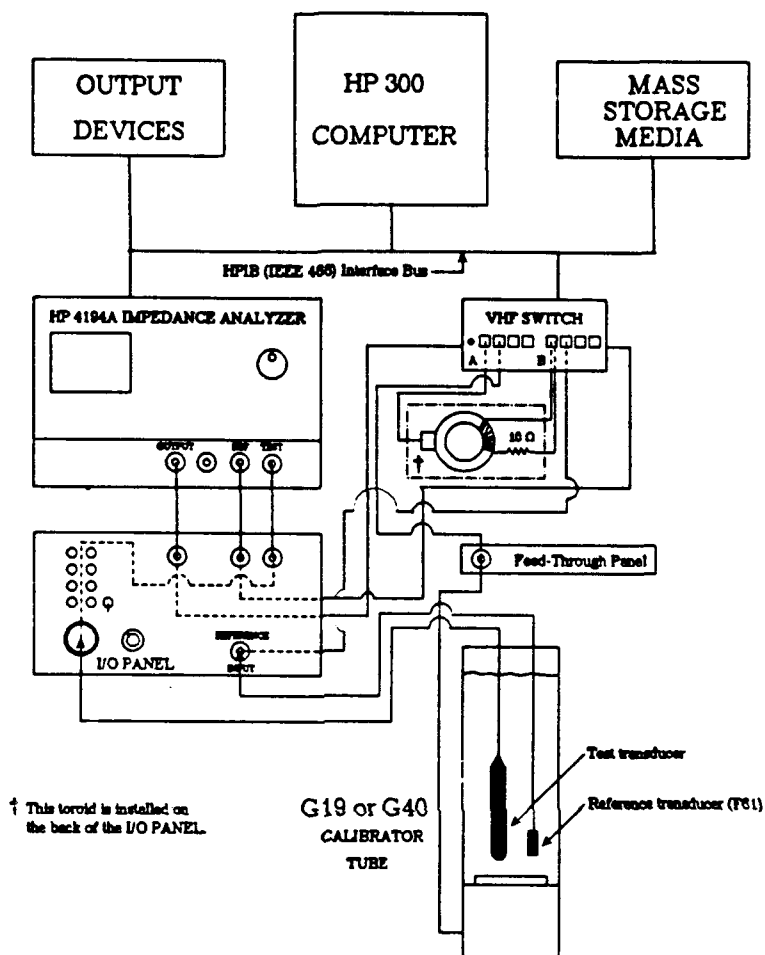 OUTPUT
DEVICES
HP 300
COMPUTER
MASS
STORAGE
MEDIA
HPIB (IEEE 488) Interface Bus
HP 4194A IMPEDANCE ANALYZER
OUTPUT
REF
TEST
VHF SWITCH
A
B
10 Ω
†
Feed-Through Panel
REFERENCE
INPUT
I/O PANEL
† This toroid is installed on
the back of the I/O PANEL.
G19 or G40
CALIBRATOR
TUBE
Test transducer
Reference transducer (F61)